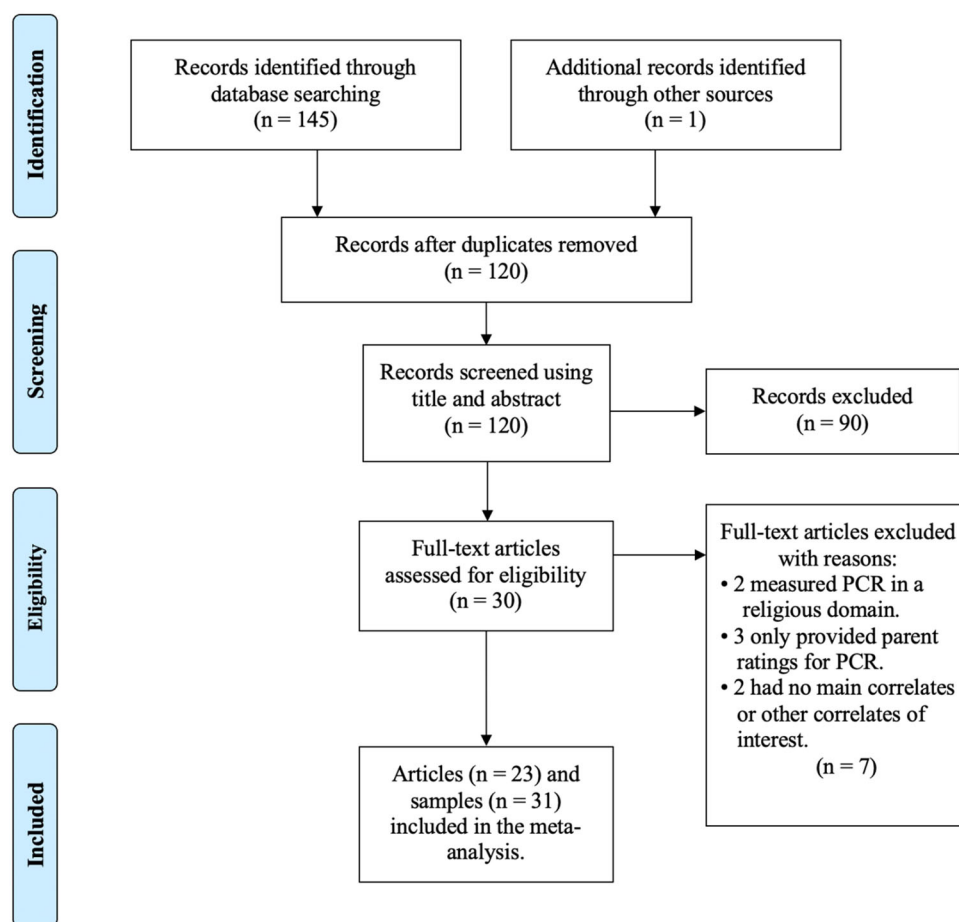 Identification
Records identified through
database searching
(n = 145)
Additional records identified
through other sources
(n = 1)
Records after duplicates removed
(n = 120)
Screening
Records screened using
title and abstract
(n = 120)
Records excluded
(n = 90)
Eligibility
Full-text articles
assessed for eligibility
(n = 30)
Full-text articles excluded
with reasons:
• 2 measured PCR in a
religious domain.
• 3 only provided parent
ratings for PCR.
• 2 had no main correlates
or other correlates of
interest.
(n = 7)
Included
Articles (n = 23) and
samples (n = 31)
included in the meta-
analysis.